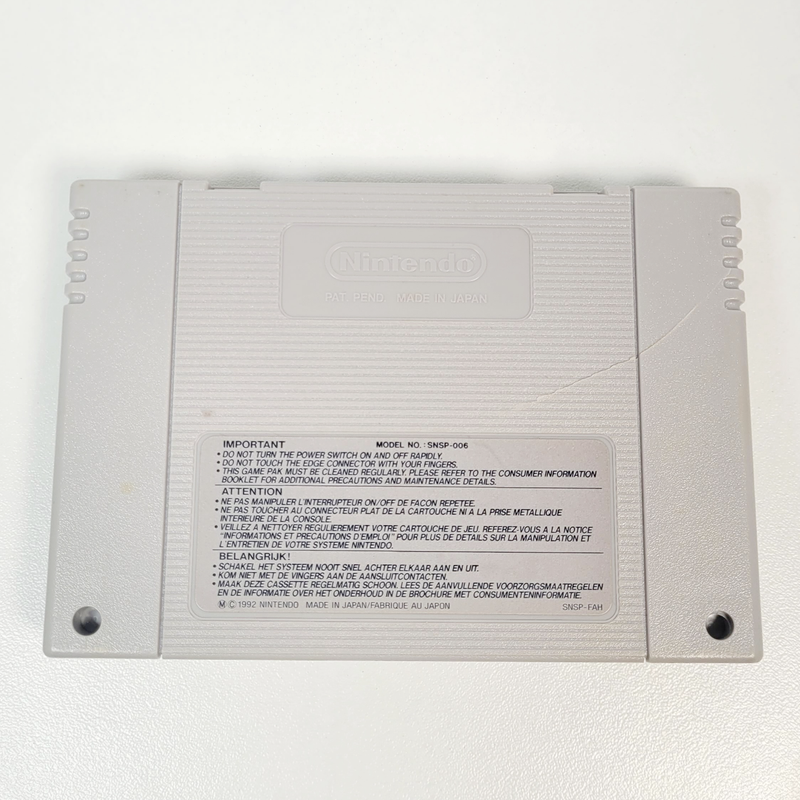 Nintendo
PAT. PEND. MADE IN JAPAN
IMPORTANT MODEL NO.: SNSP-006
• DO NOT TURN THE POWER SWITCH ON AND OFF RAPIDLY.
• DO NOT TOUCH THE EDGE CONNECTOR WITH YOUR FINGERS.
• THIS GAME PAK MUST BE CLEANED REGULARLY. PLEASE REFER TO THE CONSUMER INFORMATION
BOOKLET FOR ADDITIONAL PRECAUTIONS AND MAINTENANCE DETAILS.
ATTENTION
• NE PAS MANIPULER L'INTERRUPTEUR ON/OFF DE FACON REPETEE.
• NE PAS TOUCHER AU CONNECTEUR PLAT DE LA CARTOUCHE NI A LA PRISE METALLIQUE
INTERIEURE DE LA CONSOLE.
• VEILLEZ A NETTOYER REGULIEREMENT VOTRE CARTOUCHE DE JEU. REFEREZ-VOUS A LA NOTICE
"INFORMATIONS ET PRECAUTIONS D'EMPLOI" POUR PLUS DE DETAILS SUR LA MANIPULATION ET
L'ENTRETIEN DE VOTRE SYSTEME NINTENDO.
BELANGRIJK!
• SCHAKEL HET SYSTEEM NOOIT SNEL ACHTER ELKAAR AAN EN UIT.
• KOM NIET MET DE VINGERS AAN DE AANSLUITCONTACTEN.
• MAAK DEZE CASSETTE REGELMATIG SCHOON. LEES DE AANVULLENDE VOORZORGSMAATREGELEN
EN DE INFORMATIE OVER HET ONDERHOUD IN DE BROCHURE MET CONSUMENTENINFORMATIE.
Ⓜ © 1992 NINTENDO MADE IN JAPAN/FABRIQUE AU JAPON SNSP-FAH